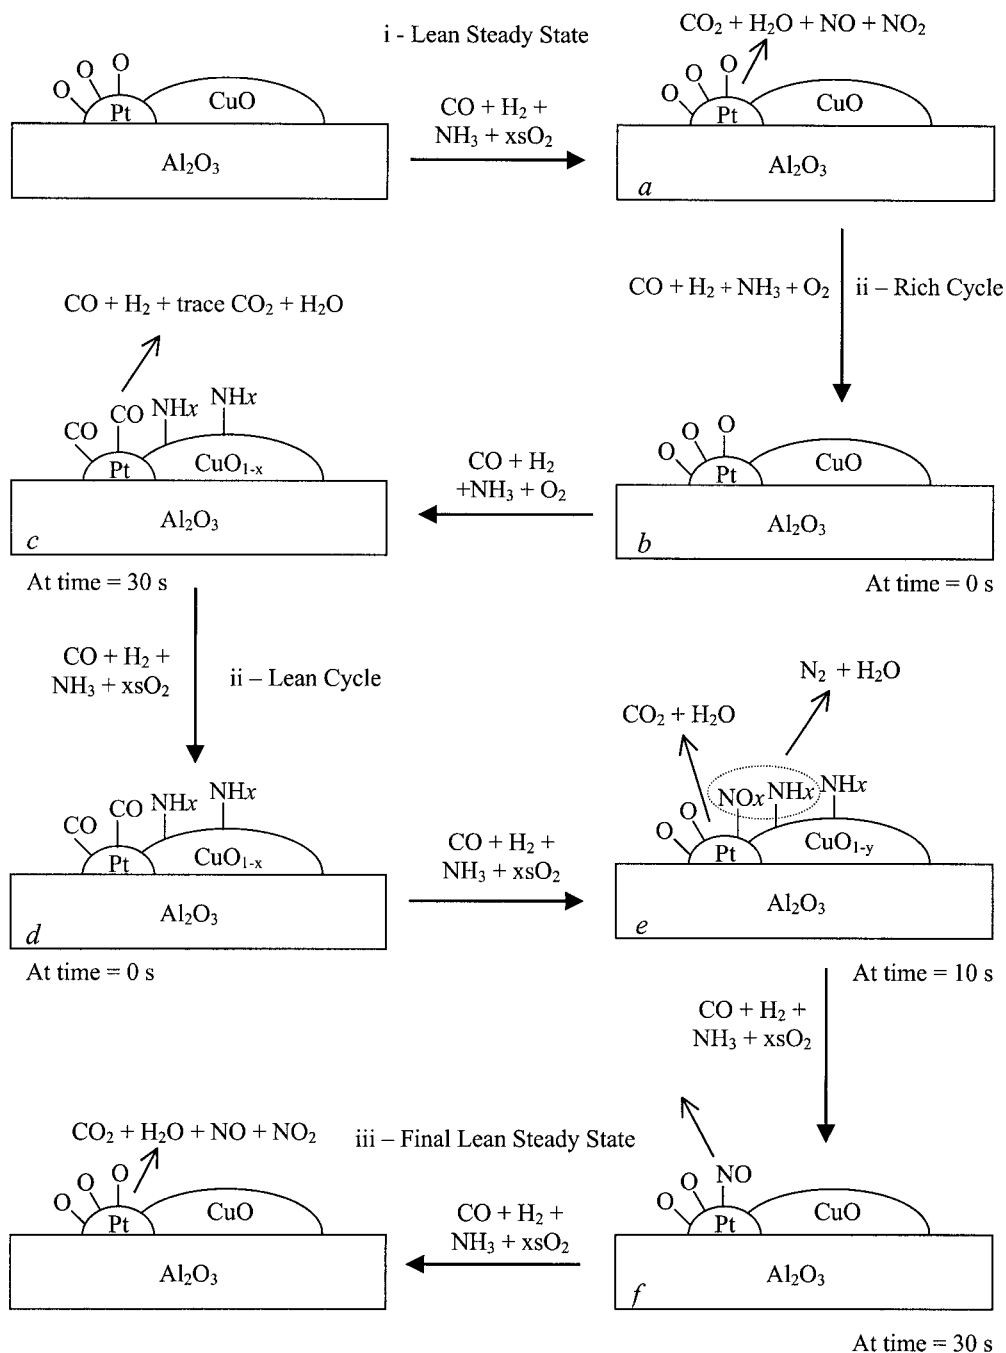 i - Lean Steady State
CO₂ + H₂O + NO + NO₂
O O O
Pt
CuO
Al₂O₃
CO + H₂ +
NH₃ + xsO₂
O O O
Pt
CuO
Al₂O₃
a
CO + H₂ + NH₃ + O₂
ii – Rich Cycle
CO + H₂ + trace CO₂ + H₂O
CO CO NHx NHx
Pt
CuO₁₋ₓ
Al₂O₃
c
At time = 30 s
CO + H₂
+NH₃ + O₂
O O O
Pt
CuO
Al₂O₃
b
At time = 0 s
CO + H₂ +
NH₃ + xsO₂
ii – Lean Cycle
CO CO NHx NHx
Pt
CuO₁₋ₓ
Al₂O₃
d
At time = 0 s
CO + H₂ +
NH₃ + xsO₂
N₂ + H₂O
CO₂ + H₂O
O O NOx NHx NHx
Pt
CuO₁₋y
Al₂O₃
e
At time = 10 s
CO + H₂ +
NH₃ + xsO₂
CO₂ + H₂O + NO + NO₂
iii – Final Lean Steady State
O O O
Pt
CuO
Al₂O₃
CO + H₂ +
NH₃ + xsO₂
O O NO
Pt
CuO
Al₂O₃
f
At time = 30 s